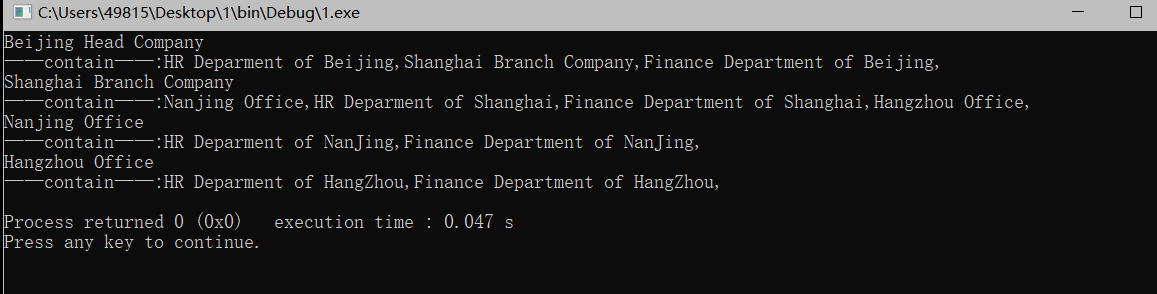 C:\Users\49815\Desktop\1\bin\Debug\1.exe
Beijing Head Company
———contain———:HR Deparment of Beijing,Shanghai Branch Company,Finance Department of Beijing,
Shanghai Branch Company
———contain———:Nanjing Office,HR Deparment of Shanghai,Finance Department of Shanghai,Hangzhou Office,
Nanjing Office
———contain———:HR Deparment of NanJing,Finance Department of NanJing,
Hangzhou Office
———contain———:HR Deparment of HangZhou,Finance Department of HangZhou,
Process returned 0 (0x0)   execution time : 0.047 s
Press any key to continue.